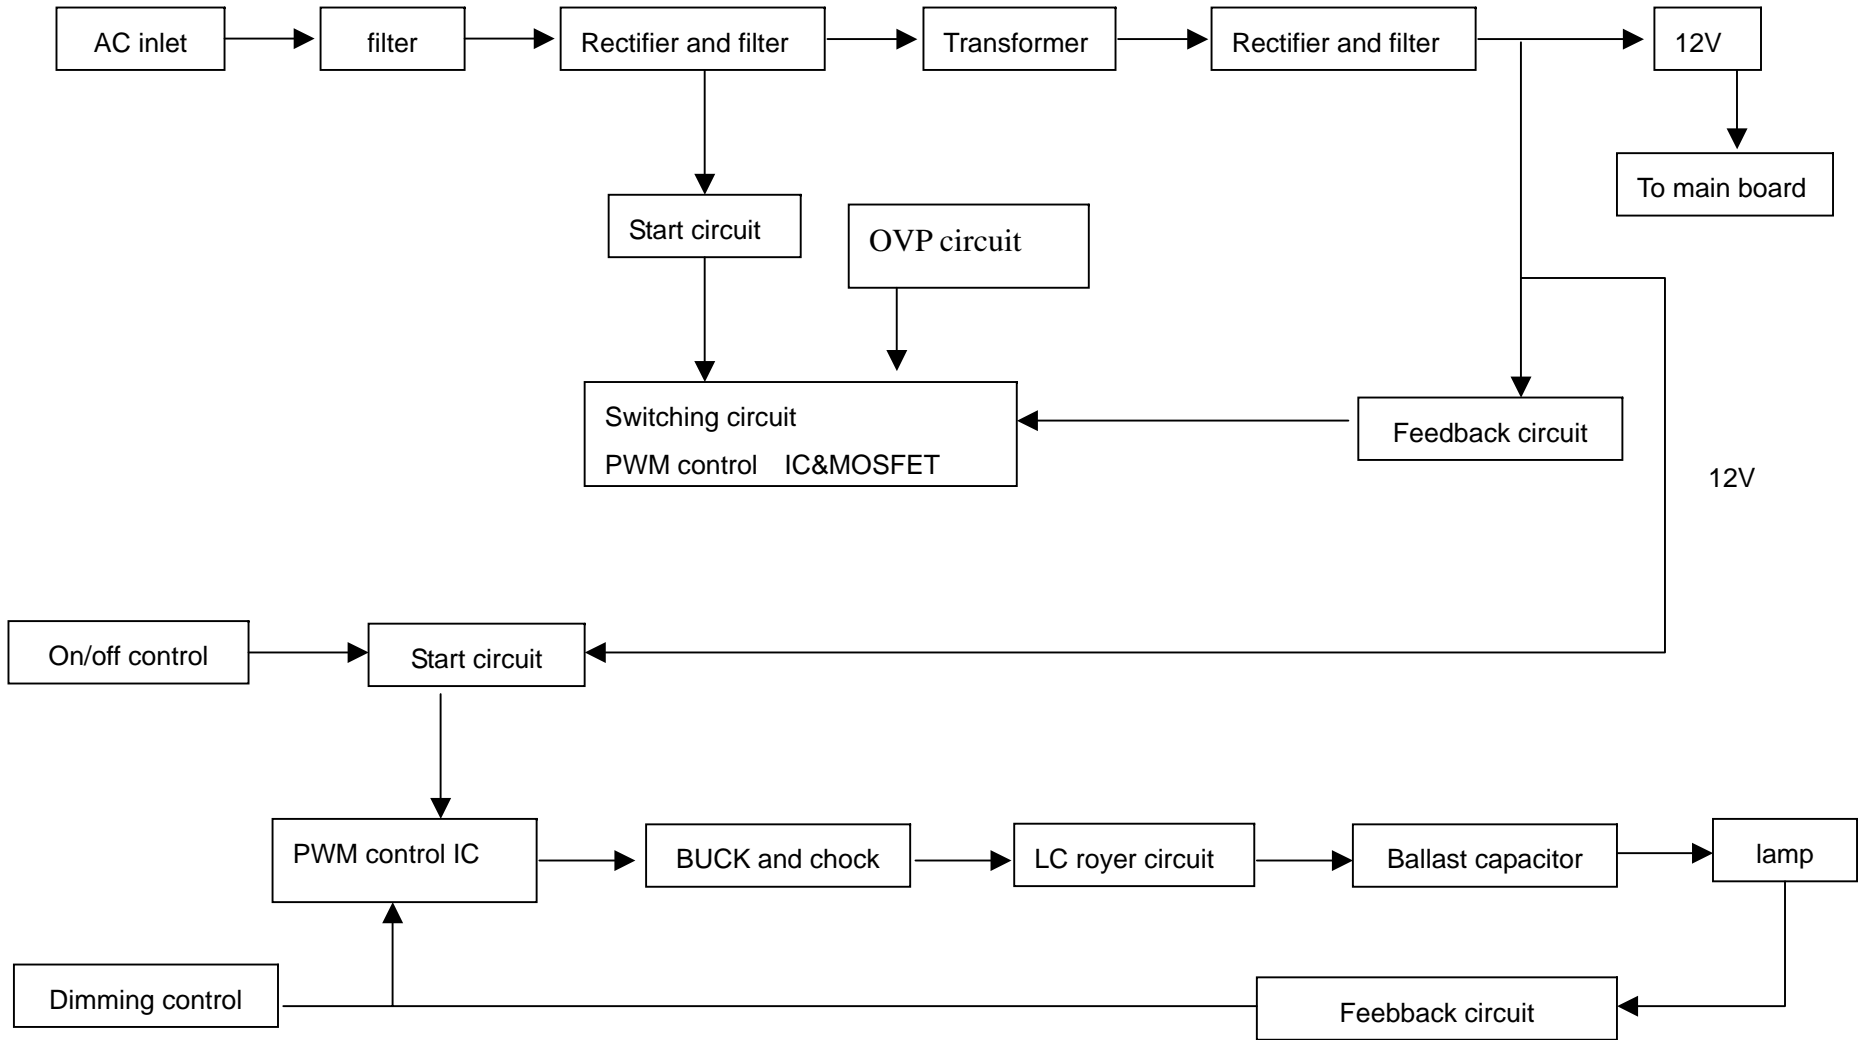 AC inlet
filter
Rectifier and filter
Transformer
Rectifier and filter
12V
To main board
Start circuit
OVP circuit
Switching circuit
PWM control IC&MOSFET
Feedback circuit
12V
On/off control
Start circuit
PWM control IC
BUCK and chock
LC royer circuit
Ballast capacitor
lamp
Dimming control
Feebback circuit